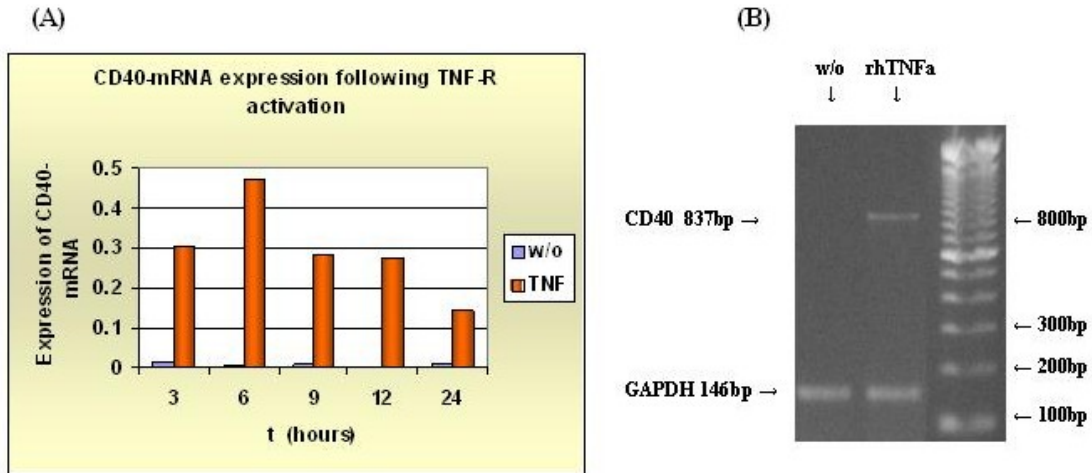 (A)
CD40-mRNA expression following TNF-R
activation
Expression of CD40-
mRNA
0.5
0.4
0.3
0.2
0.1
0
3 6 9 12 24
t (hours)
w/o
TNF
(B)
w/o rhTNFa
↓ ↓
CD40 837bp →
← 800bp
← 300bp
← 200bp
GAPDH 146bp →
← 100bp